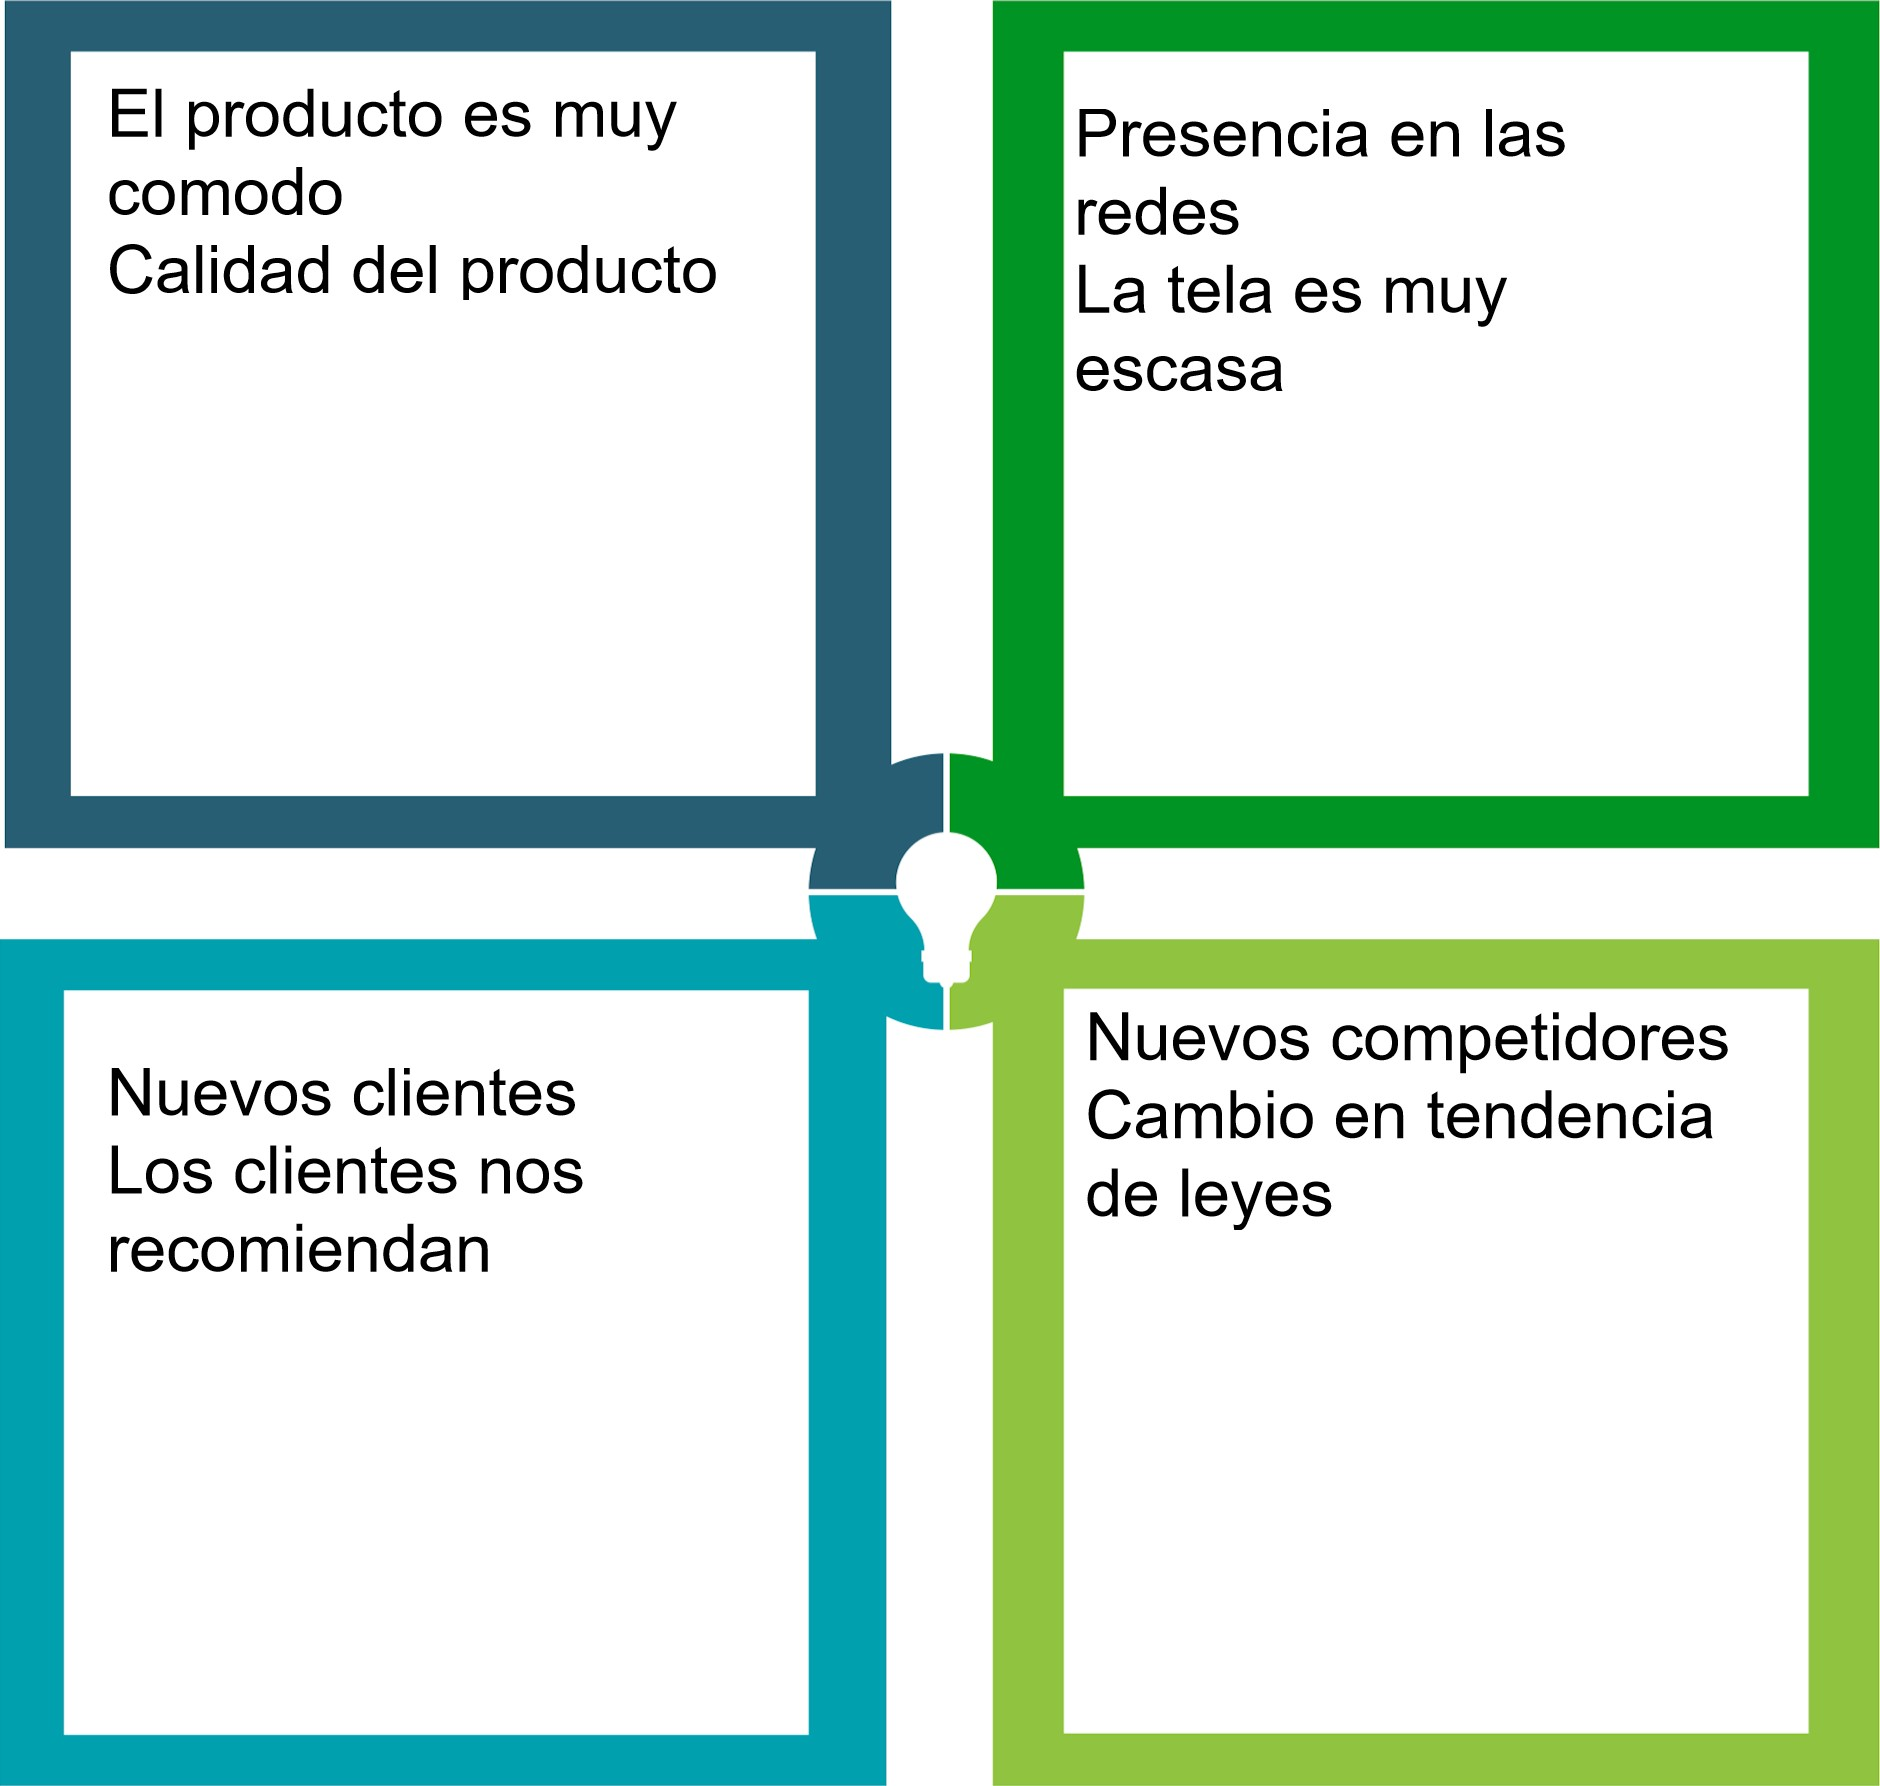 El producto es muy
comodo
Calidad del producto
Presencia en las
redes
La tela es muy
escasa
Nuevos clientes
Los clientes nos
recomiendan
Nuevos competidores
Cambio en tendencia
de leyes